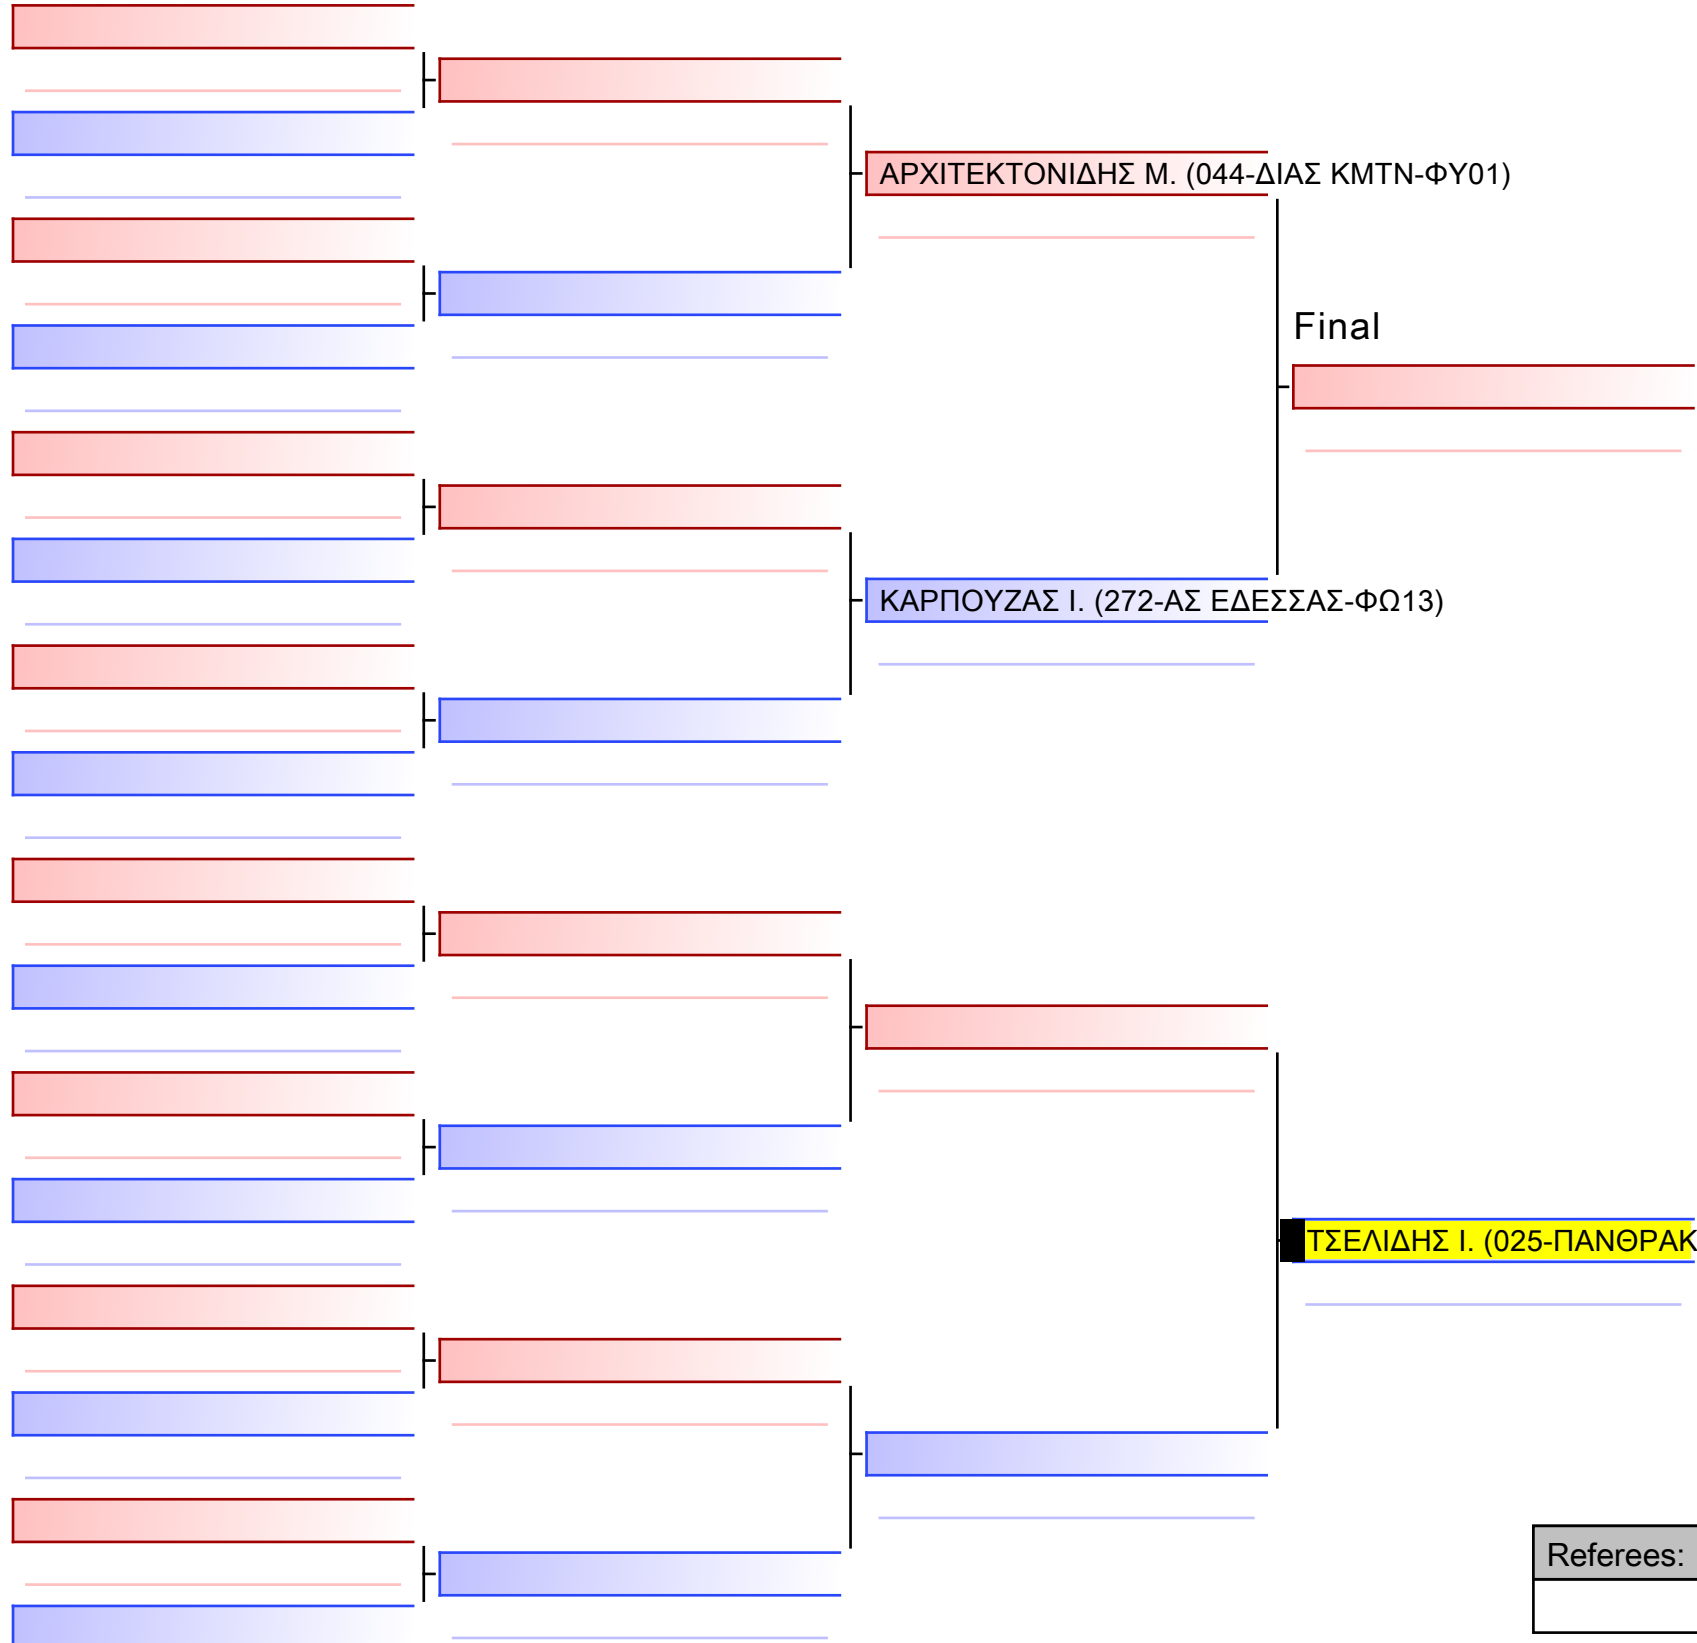 ΑΡΧΙΤΕΚΤΟΝΙΔΗΣ Μ. (044-ΔΙΑΣ ΚΜΤΝ-ΦΥ01)
Final
ΚΑΡΠΟΥΖΑΣ Ι. (272-ΑΣ ΕΔΕΣΣΑΣ-ΦΩ13)
ΤΣΕΛΙΔΗΣ Ι. (025-ΠΑΝΘΡΑΚ
Referees: